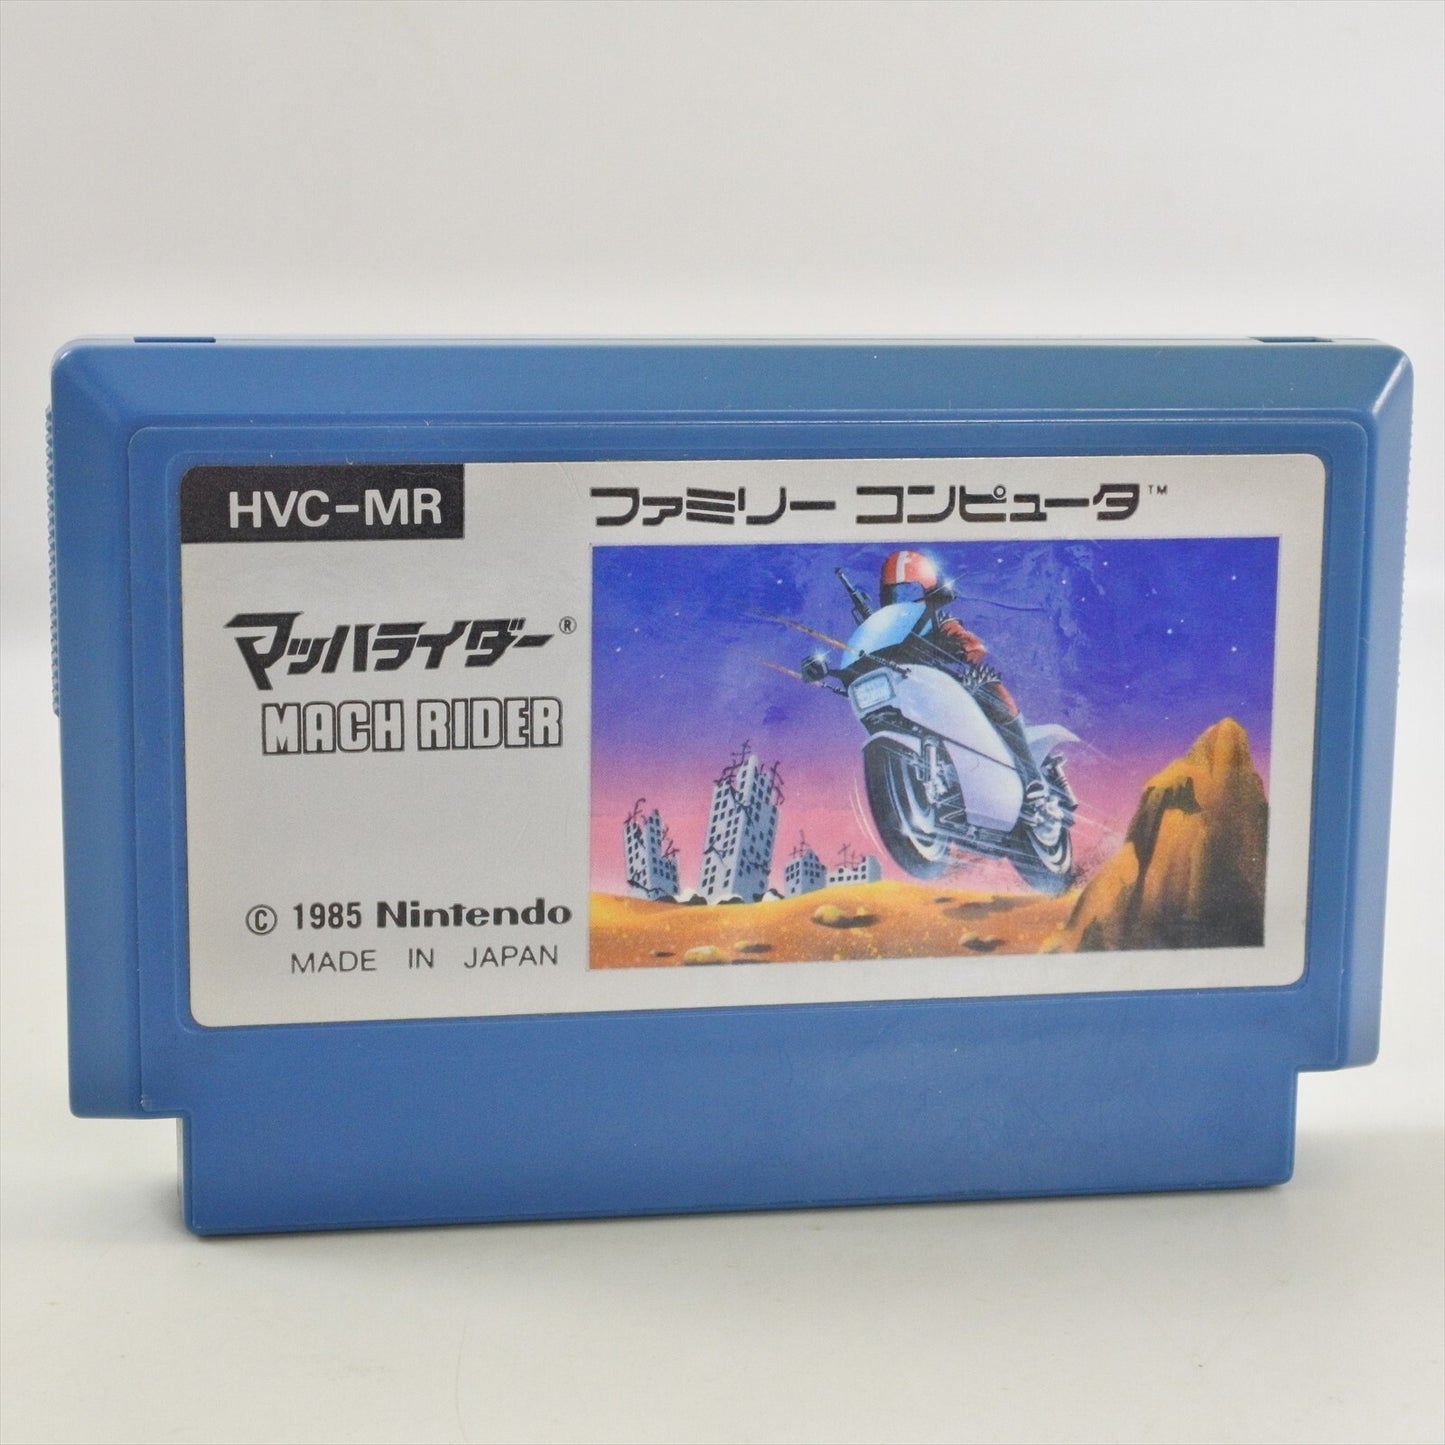 HVC-MR
ファミリー コンピュータ™
マッハライダー®
MACH RIDER
© 1985 Nintendo
MADE IN JAPAN